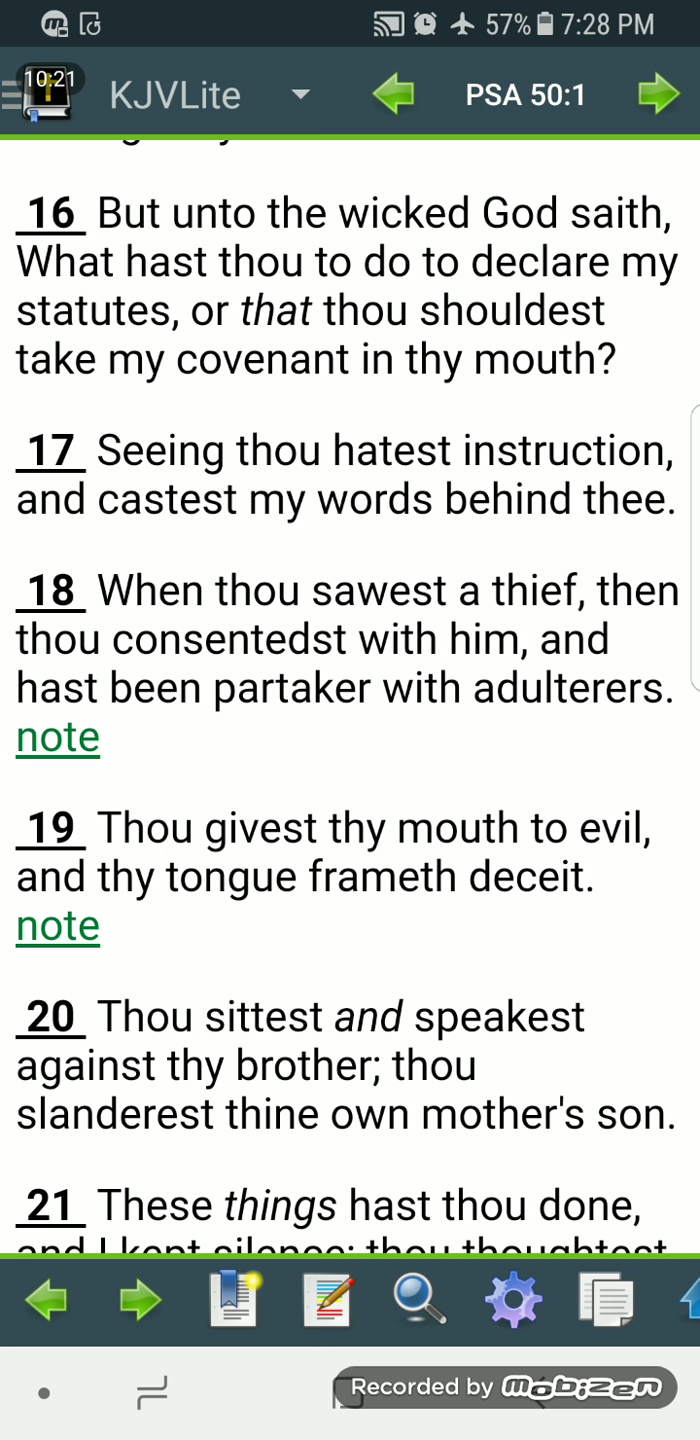 57% 7:28 PM
10:21
KJVLite
PSA 50:1
16 But unto the wicked God saith,
What hast thou to do to declare my
statutes, or that thou shouldest
take my covenant in thy mouth?
17 Seeing thou hatest instruction,
and castest my words behind thee.
18 When thou sawest a thief, then
thou consentedst with him, and
hast been partaker with adulterers.
note
19 Thou givest thy mouth to evil,
and thy tongue frameth deceit.
note
20 Thou sittest and speakest
against thy brother; thou
slanderest thine own mother's son.
21 These things hast thou done,
and I kept silence; thou thoughtest
Recorded by mobizen